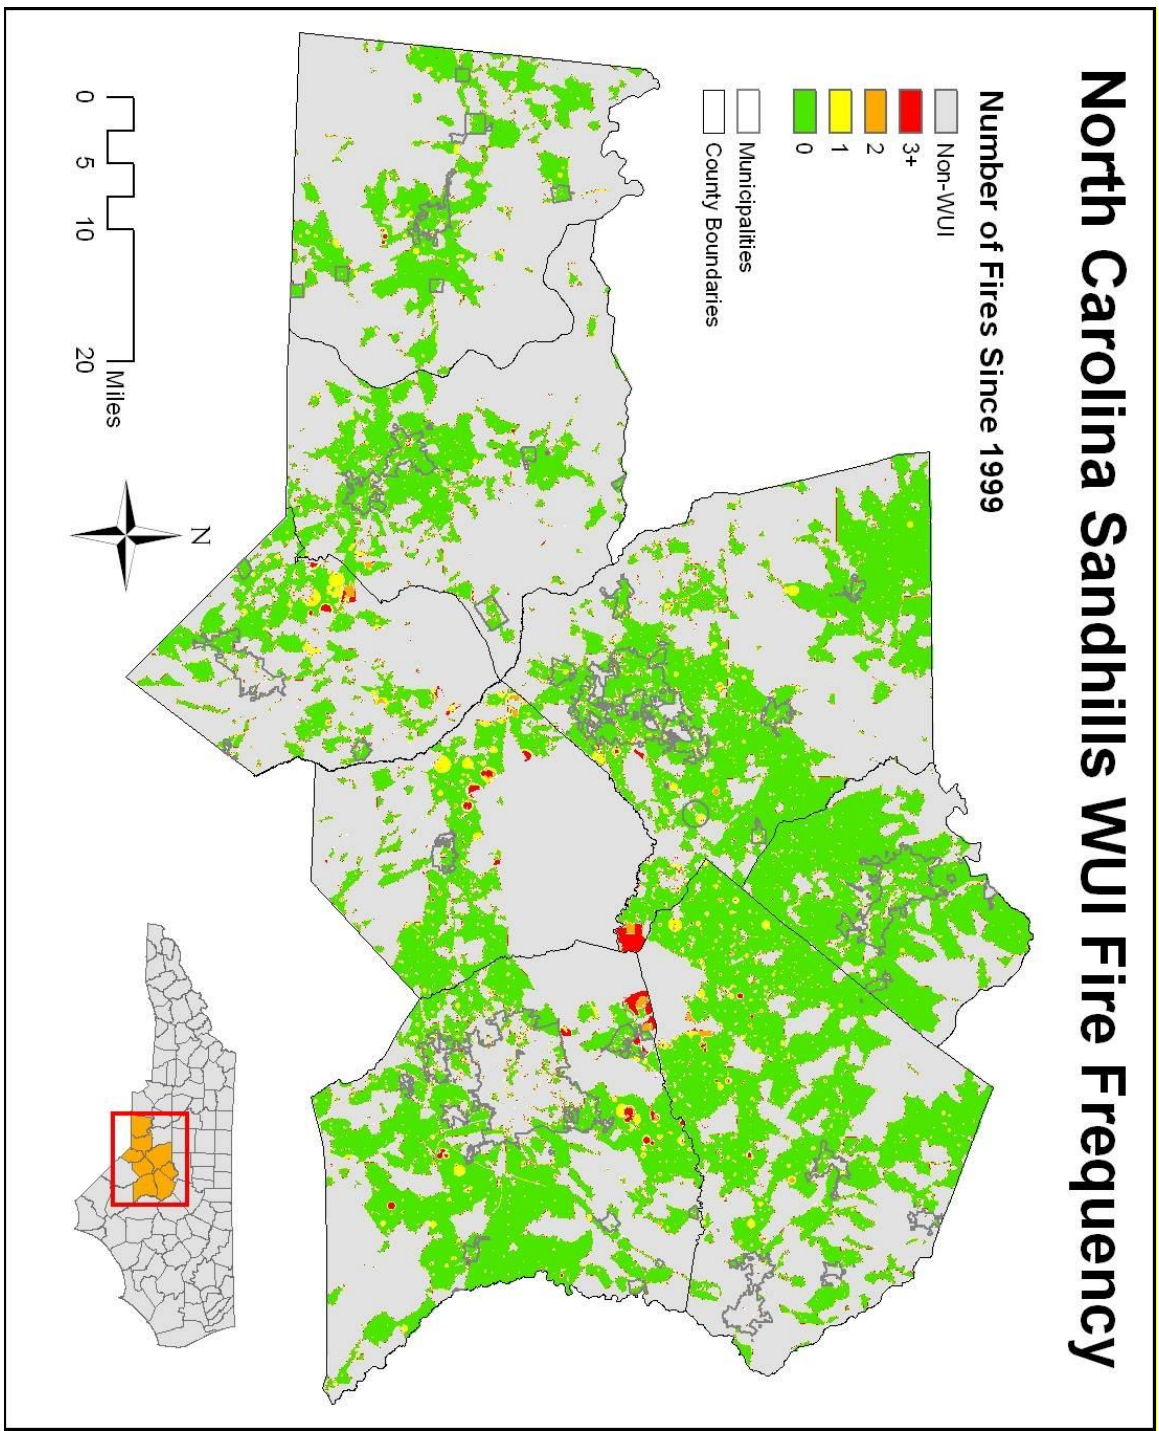 North Carolina Sandhills WUI Fire Frequency
Number of Fires Since 1999
Non-WUI
3+
2
1
0
Municipalities
County Boundaries
0 5 10 20
Miles
N